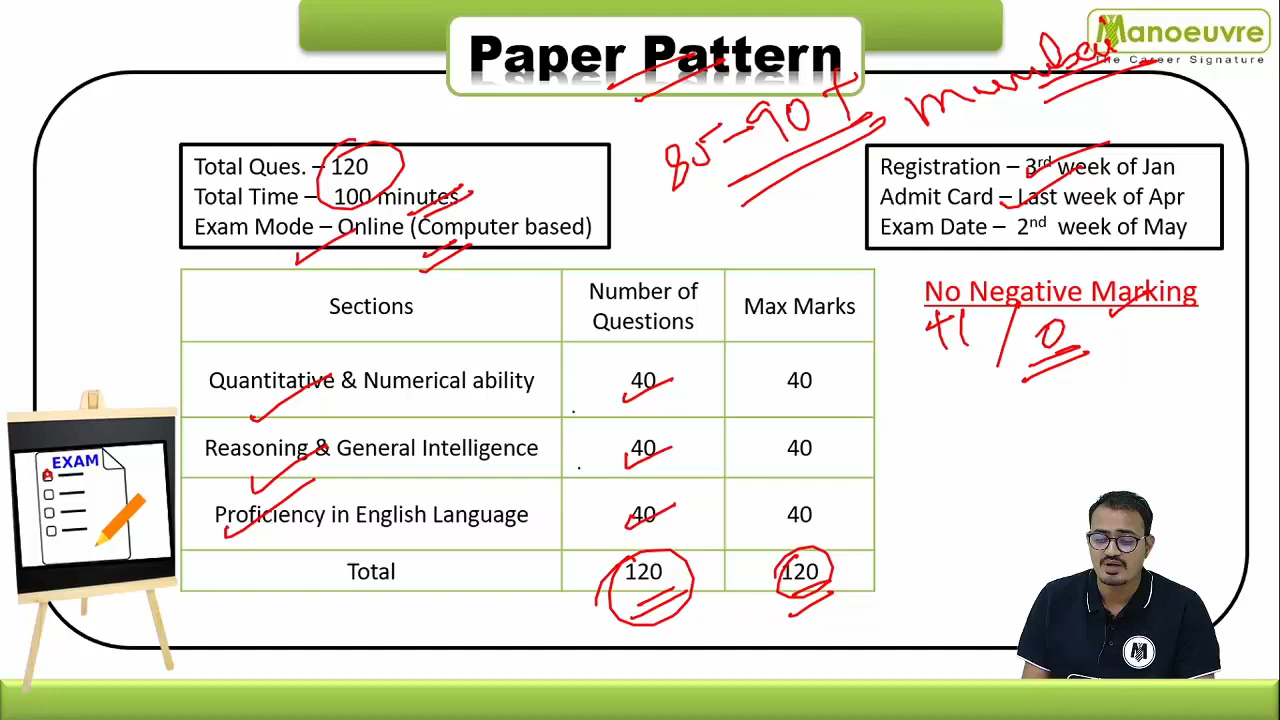 Manoeuvre
The Career Signature
Paper Pattern
85-90+ mumbai
Total Ques. – 120
Total Time – 100 minutes
Exam Mode – Online (Computer based)
Registration – 3rd week of Jan
Admit Card – Last week of Apr
Exam Date – 2nd week of May
No Negative Marking
+1 / 0
Sections
Number of
Questions
Max Marks
Quantitative & Numerical ability
40
40
Reasoning & General Intelligence
40
40
Proficiency in English Language
40
40
Total
120
120
EXAM
M